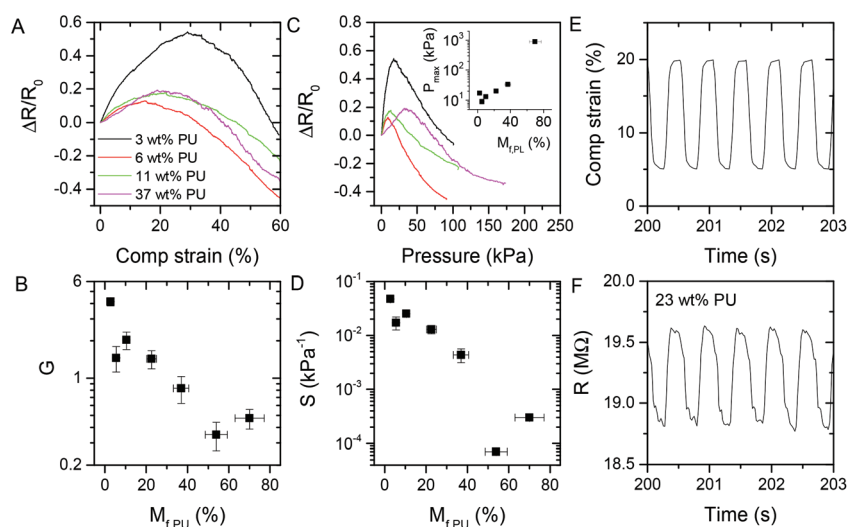 A
ΔR/R0
0.6
0.4
0.2
0.0
-0.2
-0.4
3 wt% PU
6 wt% PU
11 wt% PU
37 wt% PU
0 20 40 60
Comp strain (%)
C
ΔR/R0
0.8
0.6
0.4
0.2
0.0
-0.2
-0.4
Pmax (kPa)
10^3
10^2
10^1
0 40 80
Mf,PL (%)
0 50 100 150 200 250
Pressure (kPa)
E
Comp strain (%)
20
10
0
200 201 202 203
Time (s)
B
G
6
1
0.2
0 20 40 60 80
Mf,PU (%)
D
S (kPa^-1)
10^-1
10^-2
10^-3
10^-4
0 20 40 60 80
Mf,PU (%)
F
23 wt% PU
R (MΩ)
20.0
19.5
19.0
18.5
200 201 202 203
Time (s)